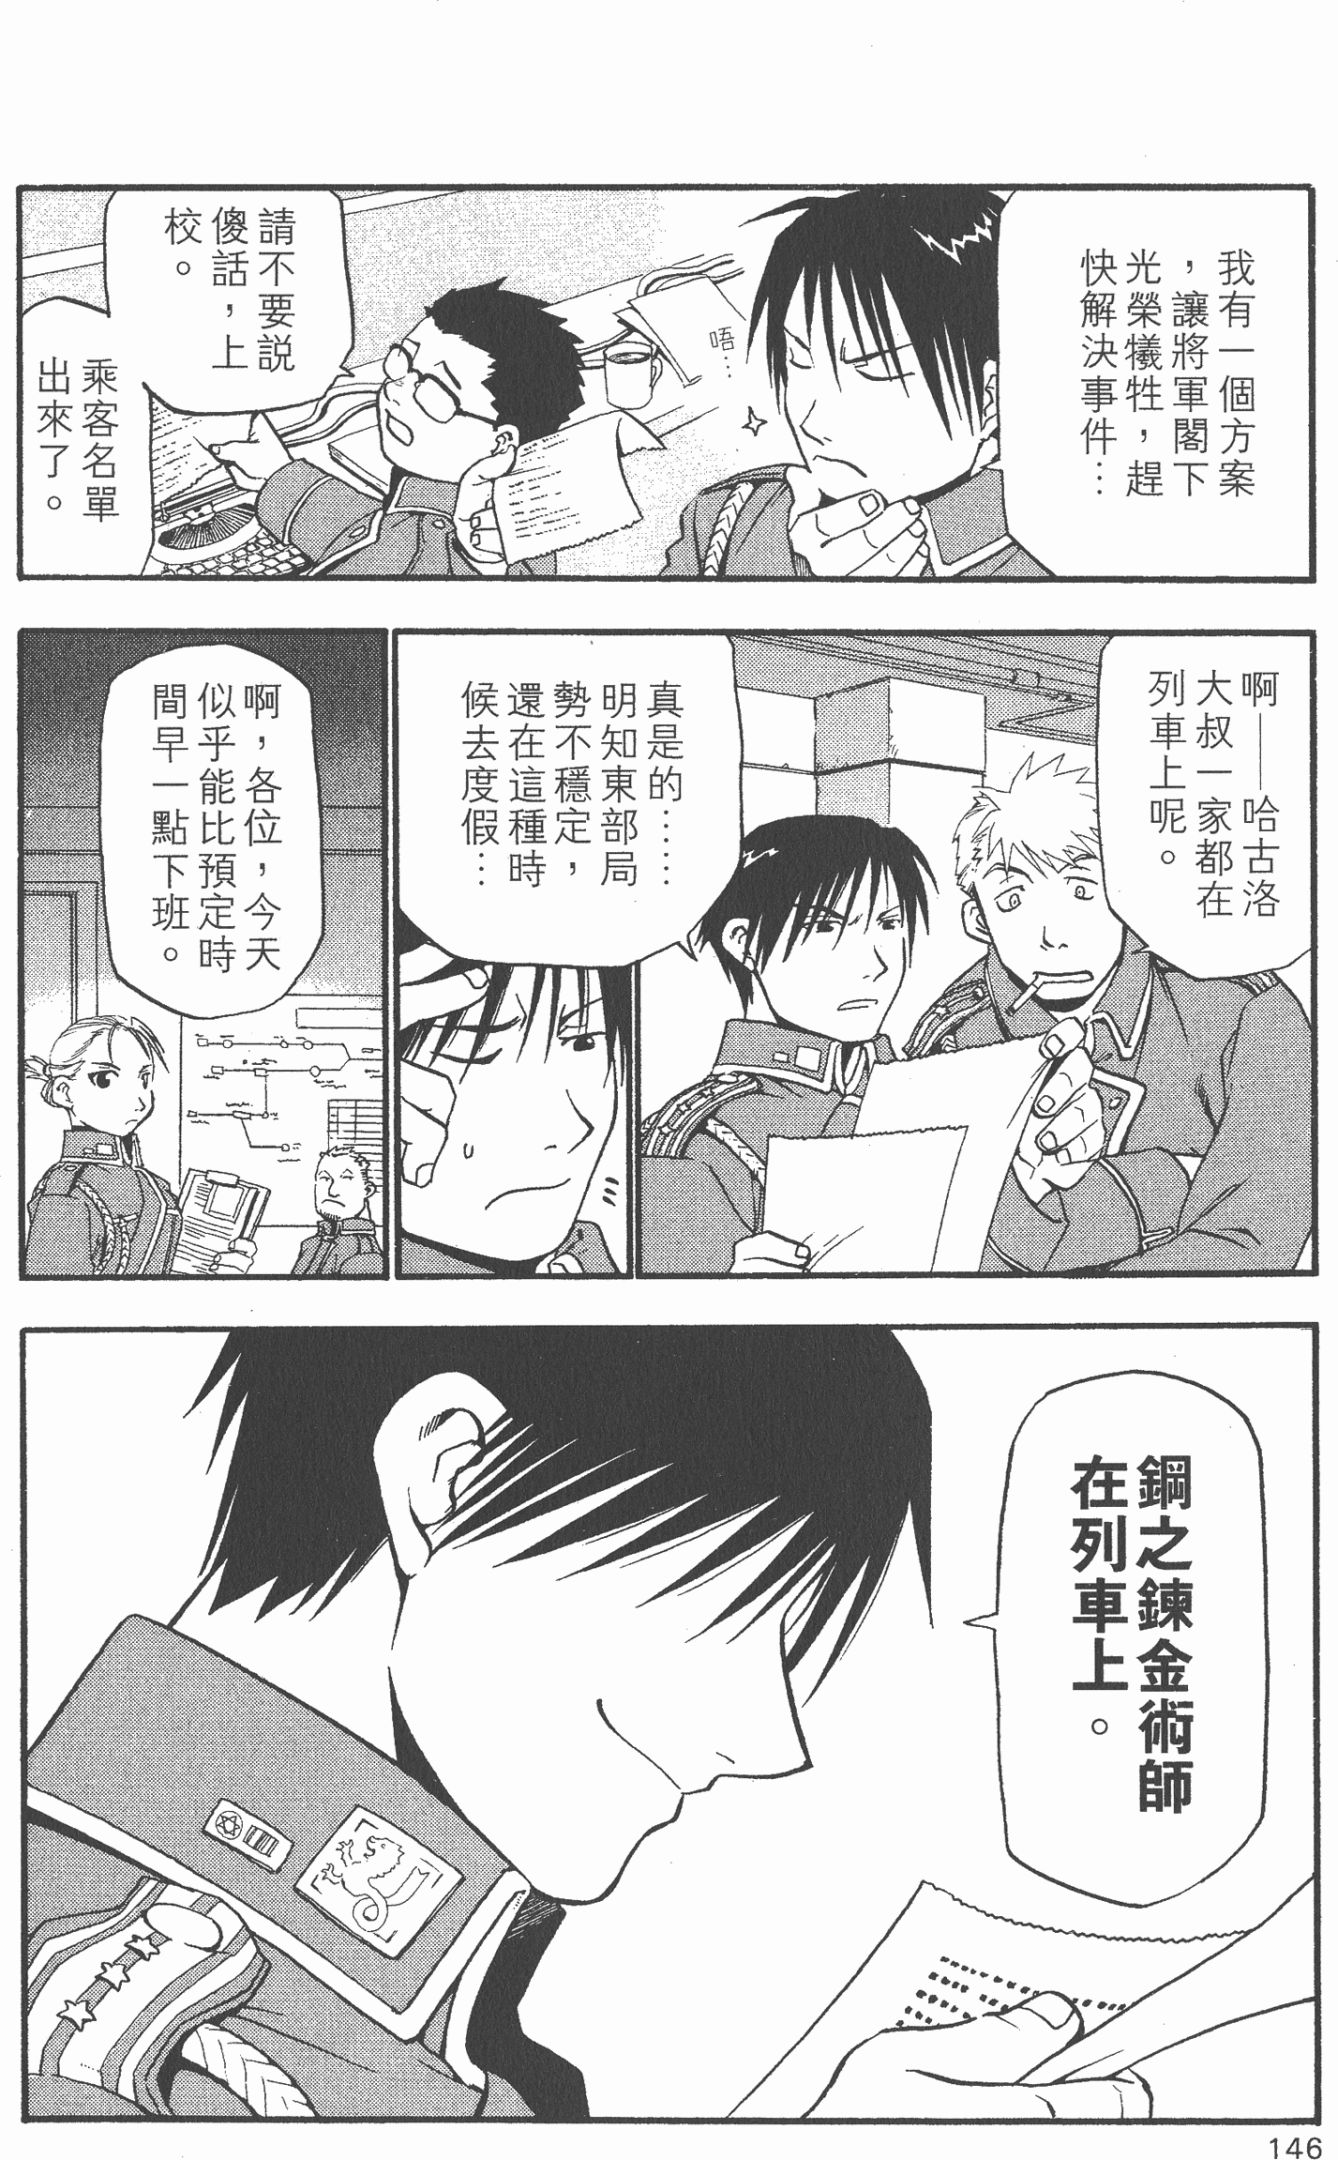 我有一個方案
，讓將軍閣下
光榮犧牲，趕
快解決事件…
唔…
請不要説
傻話，上
校。
乘客名單
出來了。
啊──哈古洛
大叔一家都在
列車上呢。
真是的……
明知東部局
勢不穩定，
還在這種時
候去度假…
啊，各位，今天
似乎能比預定時
間早一點下班。
鋼之鍊金術師
在列車上。
146